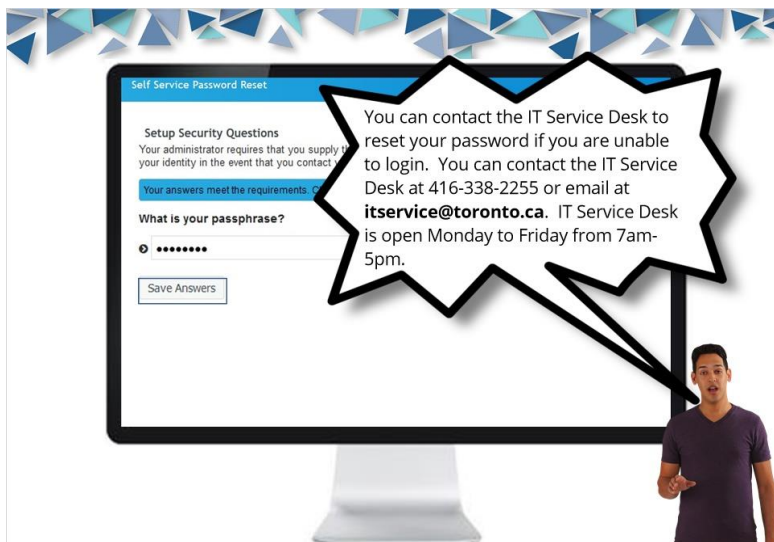 Self Service Password Reset
Setup Security Questions
Your administrator requires that you supply
your identity in the event that you contact
Your answers meet the requirements.
What is your passphrase?
Save Answers
You can contact the IT Service Desk to
reset your password if you are unable
to login. You can contact the IT Service
Desk at 416-338-2255 or email at
itservice@toronto.ca. IT Service Desk
is open Monday to Friday from 7am-
5pm.